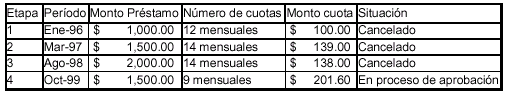 Etapa Período Monto Préstamo Número de cuotas Monto cuota Situación
1 Ene-96 $ 1,000.00 12 mensuales $ 100.00 Cancelado
2 Mar-97 $ 1,500.00 14 mensuales $ 139.00 Cancelado
3 Ago-98 $ 2,000.00 14 mensuales $ 138.00 Cancelado
4 Oct-99 $ 1,500.00 9 mensuales $ 201.60 En proceso de aprobación